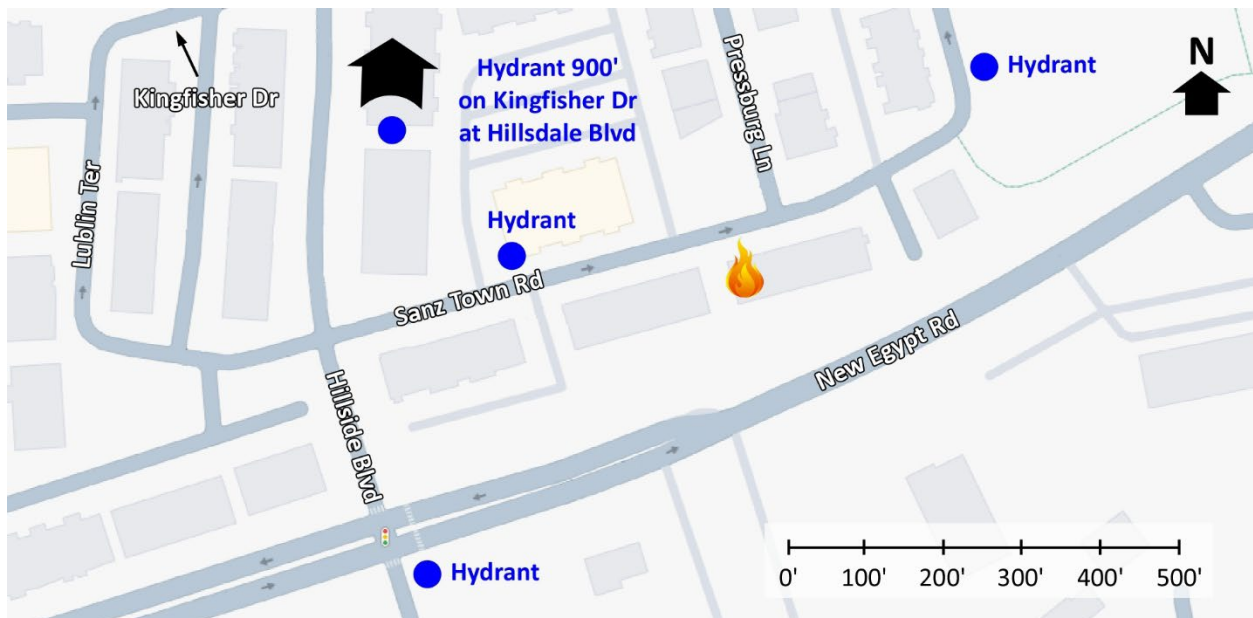 Kingfisher Dr
Hydrant 900'
on Kingfisher Dr
at Hillsdale Blvd
Pressburg Ln
Hydrant
N
Lublin Ter
Hydrant
Sanz Town Rd
New Egypt Rd
Hillside Blvd
Hydrant
0' 100' 200' 300' 400' 500'